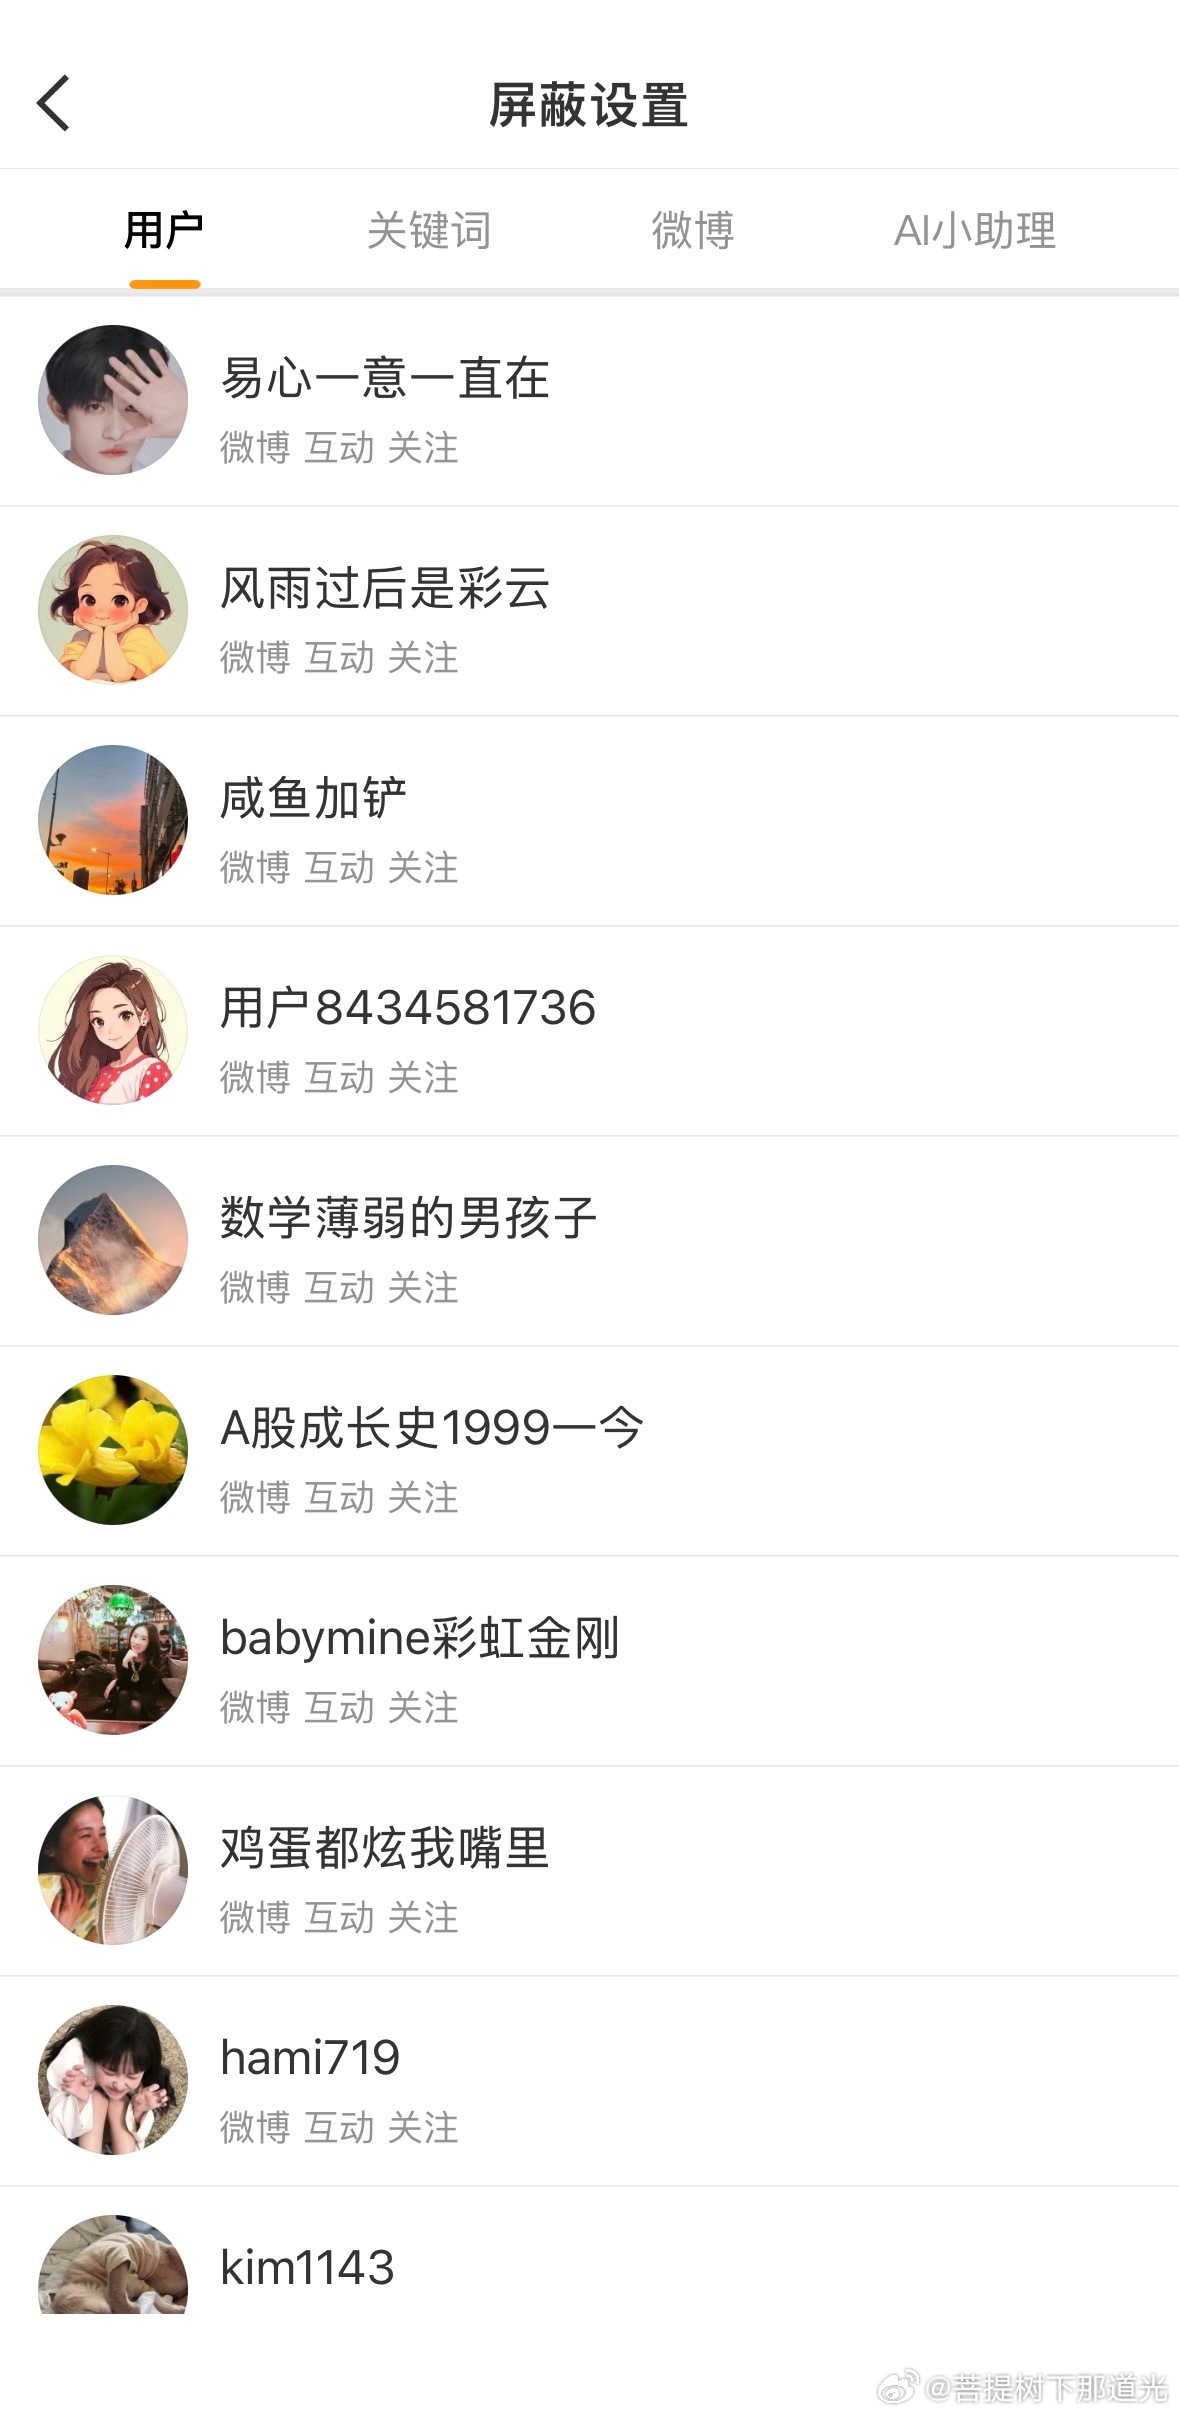 屏蔽设置
用户 关键词 微博 AI小助理
易心一意一直在
微博 互动 关注
风雨过后是彩云
微博 互动 关注
咸鱼加铲
微博 互动 关注
用户8434581736
微博 互动 关注
数学薄弱的男孩子
微博 互动 关注
A股成长史1999一今
微博 互动 关注
babymine彩虹金刚
微博 互动 关注
鸡蛋都炫我嘴里
微博 互动 关注
hami719
微博 互动 关注
kim1143
@菩提树下那道光